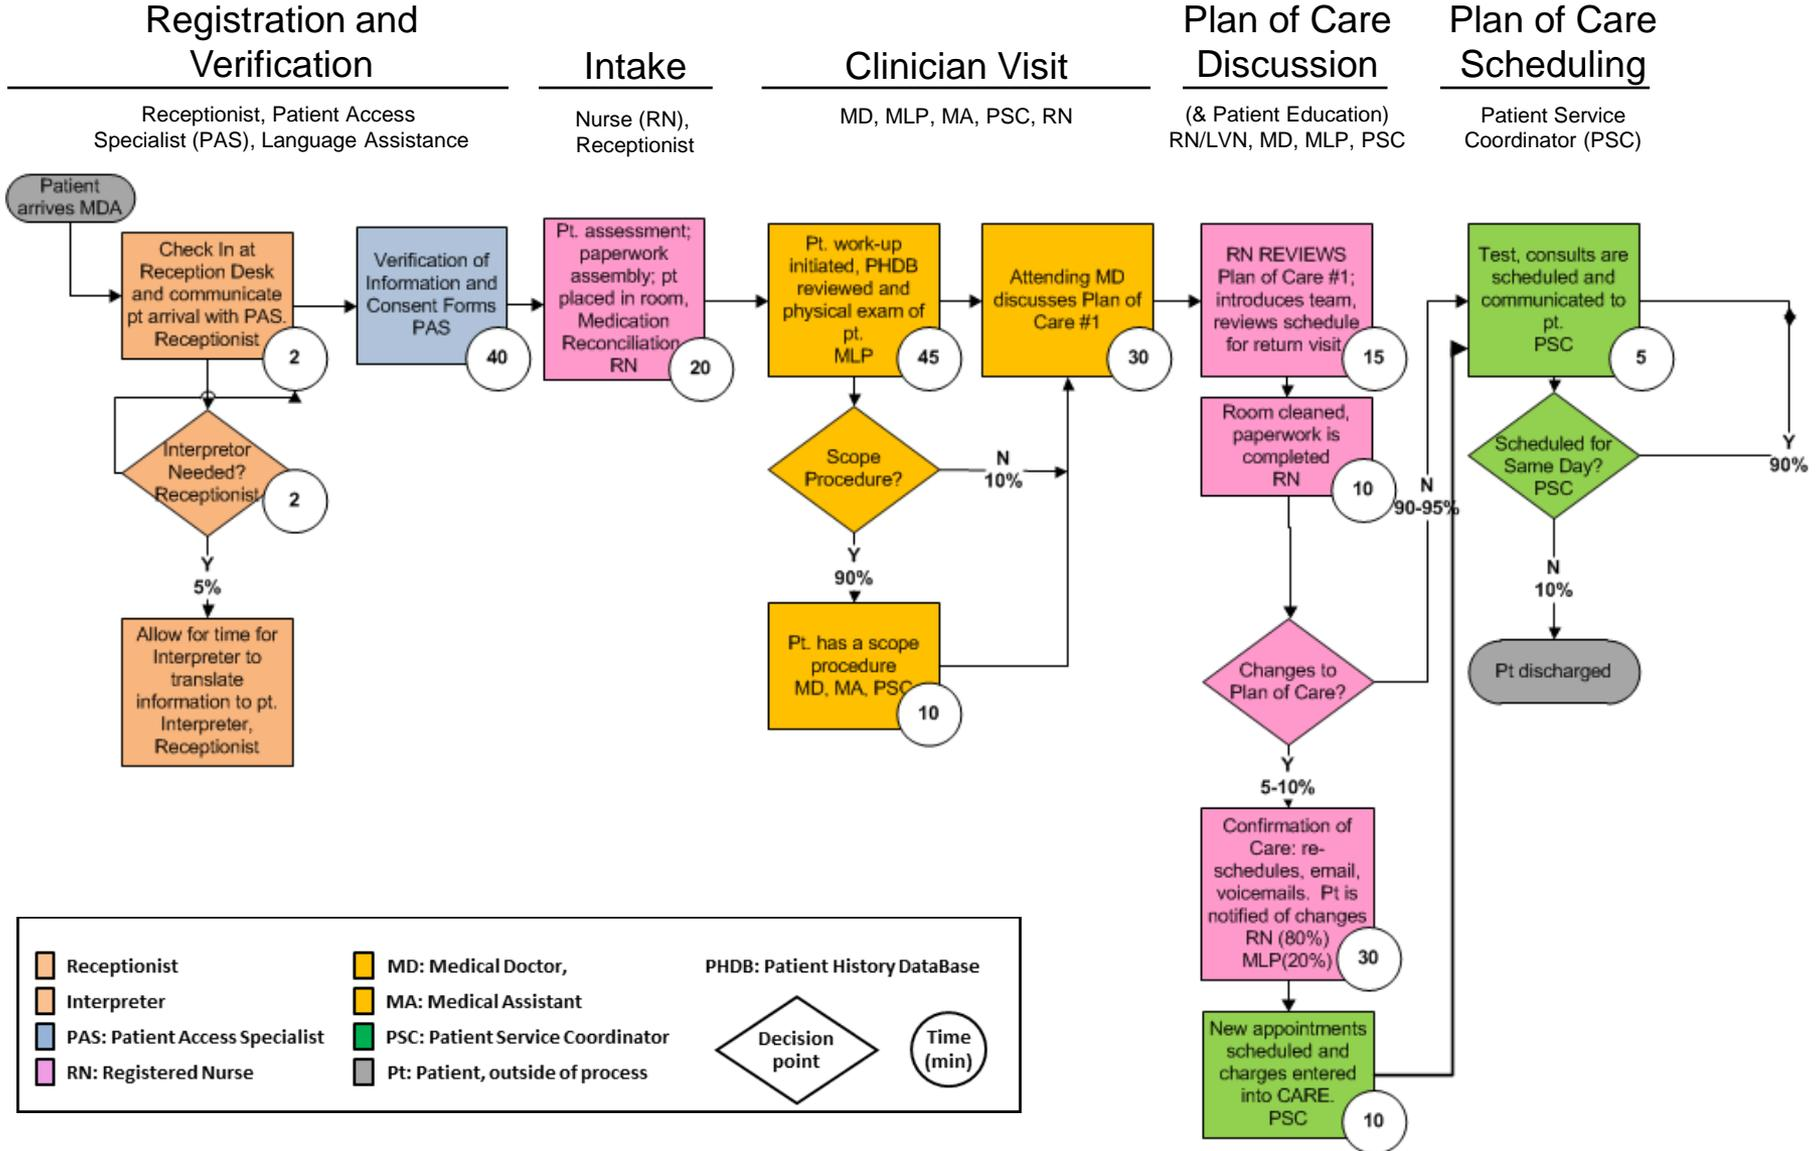 Registration and
Verification
Receptionist, Patient Access
Specialist (PAS), Language Assistance
Intake
Nurse (RN),
Receptionist
Clinician Visit
MD, MLP, MA, PSC, RN
Plan of Care
Discussion
(& Patient Education)
RN/LVN, MD, MLP, PSC
Plan of Care
Scheduling
Patient Service
Coordinator (PSC)
Patient
arrives MDA
Check In at
Reception Desk
and communicate
pt arrival with PAS.
Receptionist
2
Interpretor
Needed?
Receptionist
2
Y
5%
Allow for time for
Interpreter to
translate
information to pt.
Interpreter,
Receptionist
Verification of
Information and
Consent Forms
PAS
40
Pt. assessment;
paperwork
assembly; pt
placed in room,
Medication
Reconciliation
RN
20
Pt. work-up
initiated, PHDB
reviewed and
physical exam of
pt.
MLP
45
Scope
Procedure?
N
10%
Y
90%
Pt. has a scope
procedure
MD, MA, PSC
10
Attending MD
discusses Plan of
Care #1
30
RN REVIEWS
Plan of Care #1;
introduces team,
reviews schedule
for return visit
15
Room cleaned,
paperwork is
completed
RN
10
Changes to
Plan of Care?
N
90-95%
Y
5-10%
Confirmation of
Care: re-
schedules, email,
voicemails. Pt is
notified of changes
RN (80%)
MLP(20%)
30
New appointments
scheduled and
charges entered
into CARE.
PSC
10
Test, consults are
scheduled and
communicated to
pt.
PSC
5
Scheduled for
Same Day?
PSC
Y
90%
N
10%
Pt discharged
Receptionist
Interpreter
PAS: Patient Access Specialist
RN: Registered Nurse
MD: Medical Doctor,
MA: Medical Assistant
PSC: Patient Service Coordinator
Pt: Patient, outside of process
PHDB: Patient History DataBase
Decision
point
Time
(min)